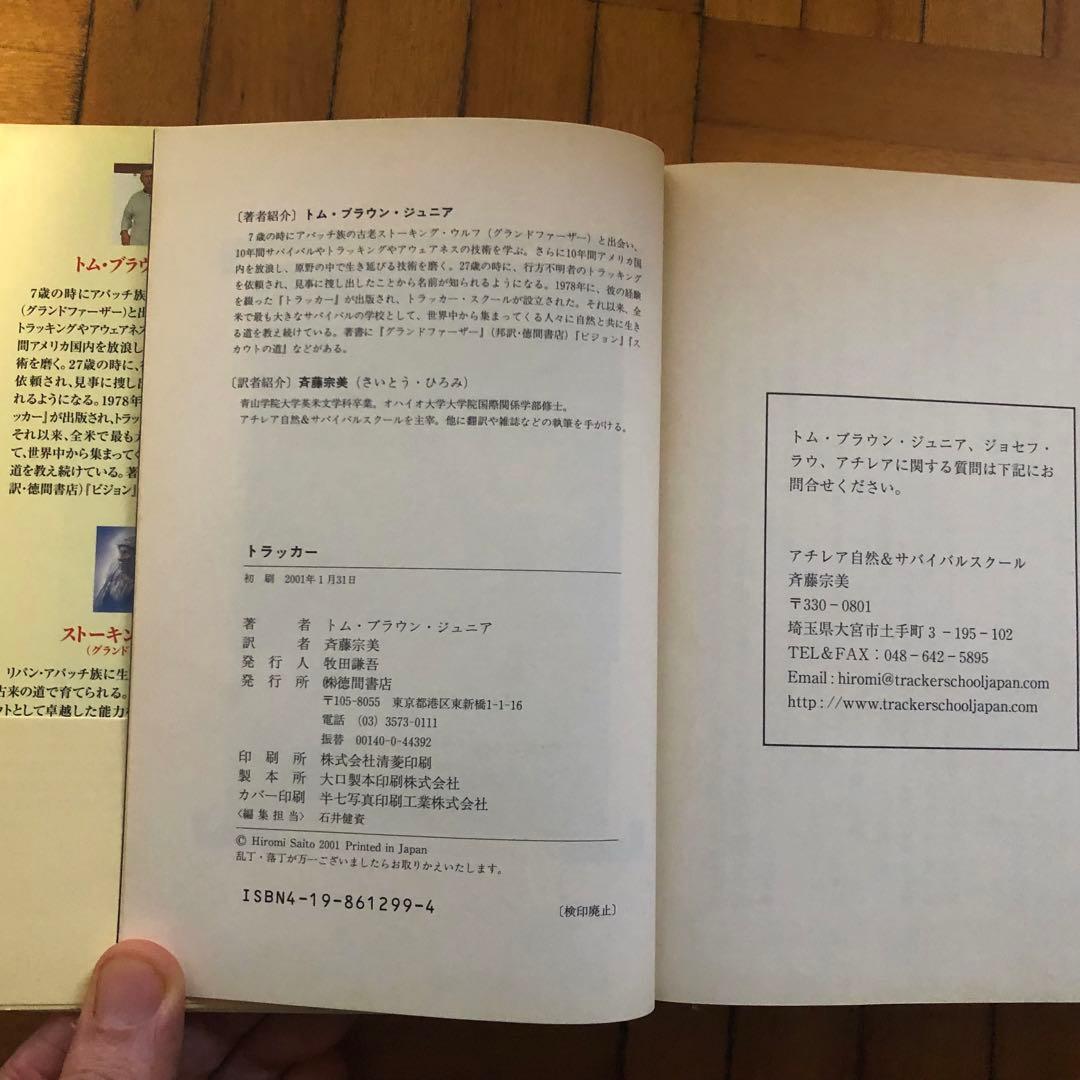 トム・ブラウ
7歳の時にアパッチ族
(グランドファーザー)と出
トラッキングやアウェアネス
間アメリカ国内を放浪し
術を磨く。27歳の時に、
依頼され、見事に捜し出
れるようになる。1978年
ッカー』が出版され、トラッ
それ以来、全米で最も大
て、世界中から集まってく
道を教え続けている。著
訳・徳間書店)『ビジョン』
ストーキン
(グランド
リパン・アパッチ族に生
古来の道で育てられる。
ウトとして卓越した能力
〔著者紹介〕トム・ブラウン・ジュニア
7歳の時にアパッチ族の古老ストーキング・ウルフ(グランドファーザー)と出会い、
10年間サバイバルやトラッキングやアウェアネスの技術を学ぶ。さらに10年間アメリカ国
内を放浪し、原野の中で生き延びる技術を磨く。27歳の時に、行方不明者のトラッキング
を依頼され、見事に捜し出したことから名前が知られるようになる。1978年に、彼の経験
を綴った『トラッカー』が出版され、トラッカー・スクールが設立された。それ以来、全
米で最も大きなサバイバルの学校として、世界中から集まってくる人々に自然と共に生き
る道を教え続けている。著書に『グランドファーザー』(邦訳・徳間書店)『ビジョン』『ス
カウトの道』などがある。
〔訳者紹介〕斉藤宗美(さいとう・ひろみ)
青山学院大学英米文学科卒業。オハイオ大学大学院国際関係学部修士。
アチレア自然&サバイバルスクールを主宰。他に翻訳や雑誌などの執筆を手がける。
トラッカー
初刷 2001年1月31日
著者 トム・ブラウン・ジュニア
訳者 斉藤宗美
発行人 牧田謙吾
発行所 ㈱徳間書店
〒105-8055 東京都港区東新橋1-1-16
電話 (03)3573-0111
振替 00140-0-44392
印刷所 株式会社清菱印刷
製本所 大口製本印刷株式会社
カバー印刷 半七写真印刷工業株式会社
〈編集担当〉 石井健資
© Hiromi Saito 2001 Printed in Japan
乱丁・落丁が万一ございましたらお取りかえいたします。
ISBN4-19-861299-4
〔検印廃止〕
トム・ブラウン・ジュニア、ジョセフ・
ラウ、アチレアに関する質問は下記にお
問合せください。
アチレア自然&サバイバルスクール
斉藤宗美
〒330-0801
埼玉県大宮市土手町3-195-102
TEL&FAX:048-642-5895
Email:hiromi@trackerschooljapan.com
http://www.trackerschooljapan.com